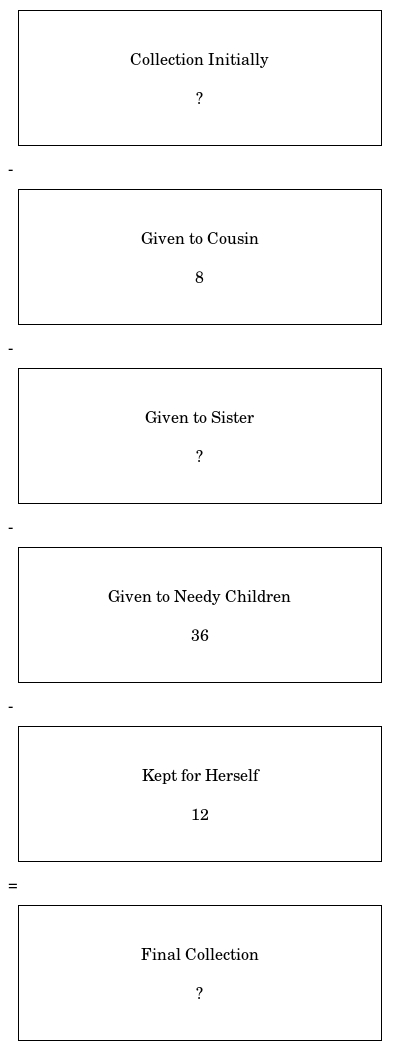 Collection Initially
?
-
Given to Cousin
8
-
Given to Sister
?
-
Given to Needy Children
36
-
Kept for Herself
12
=
Final Collection
?